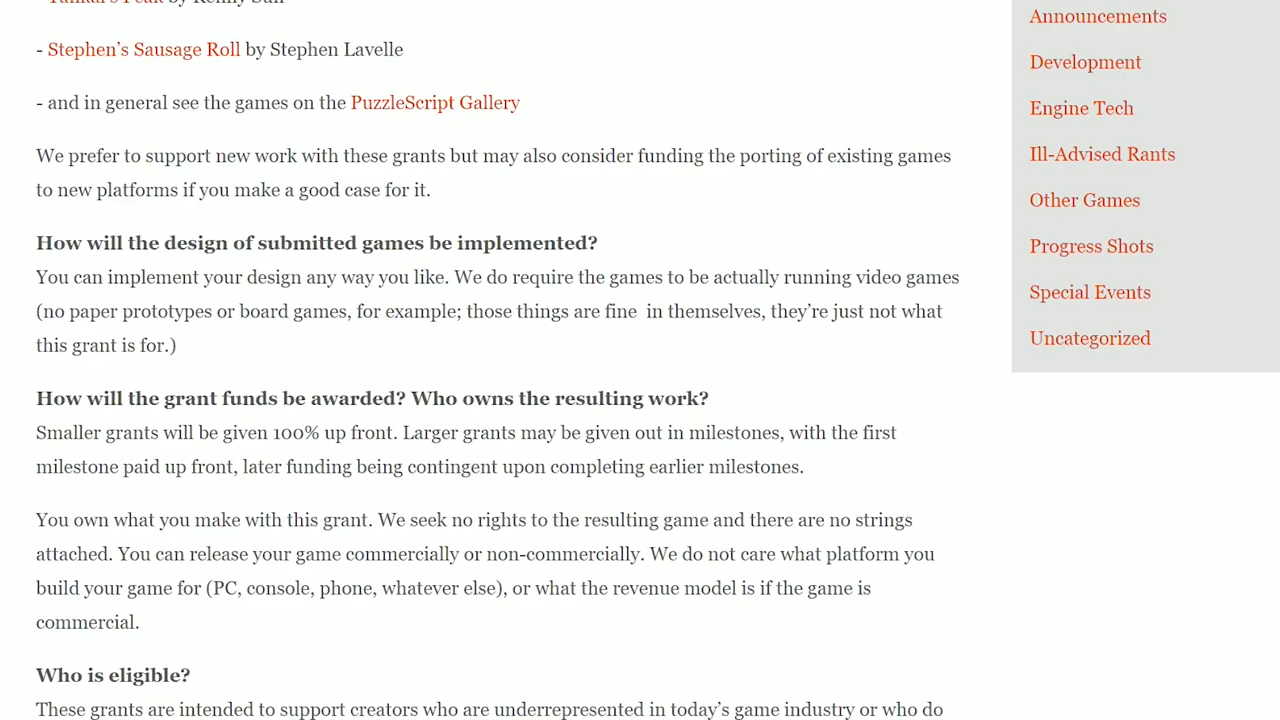 - Stephen's Sausage Roll by Stephen Lavelle
- and in general see the games on the PuzzleScript Gallery
We prefer to support new work with these grants but may also consider funding the porting of existing games
to new platforms if you make a good case for it.
How will the design of submitted games be implemented?
You can implement your design any way you like. We do require the games to be actually running video games
(no paper prototypes or board games, for example; those things are fine  in themselves, they're just not what
this grant is for.)
How will the grant funds be awarded? Who owns the resulting work?
Smaller grants will be given 100% up front. Larger grants may be given out in milestones, with the first
milestone paid up front, later funding being contingent upon completing earlier milestones.
You own what you make with this grant. We seek no rights to the resulting game and there are no strings
attached. You can release your game commercially or non-commercially. We do not care what platform you
build your game for (PC, console, phone, whatever else), or what the revenue model is if the game is
commercial.
Who is eligible?
These grants are intended to support creators who are underrepresented in today's game industry or who do
Announcements
Development
Engine Tech
Ill-Advised Rants
Other Games
Progress Shots
Special Events
Uncategorized